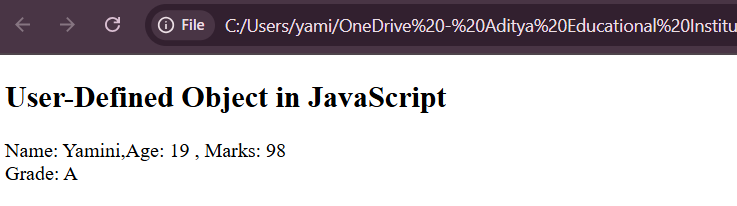 File C:/Users/yami/OneDrive%20-%20Aditya%20Educational%20Institu
User-Defined Object in JavaScript
Name: Yamini,Age: 19 , Marks: 98
Grade: A